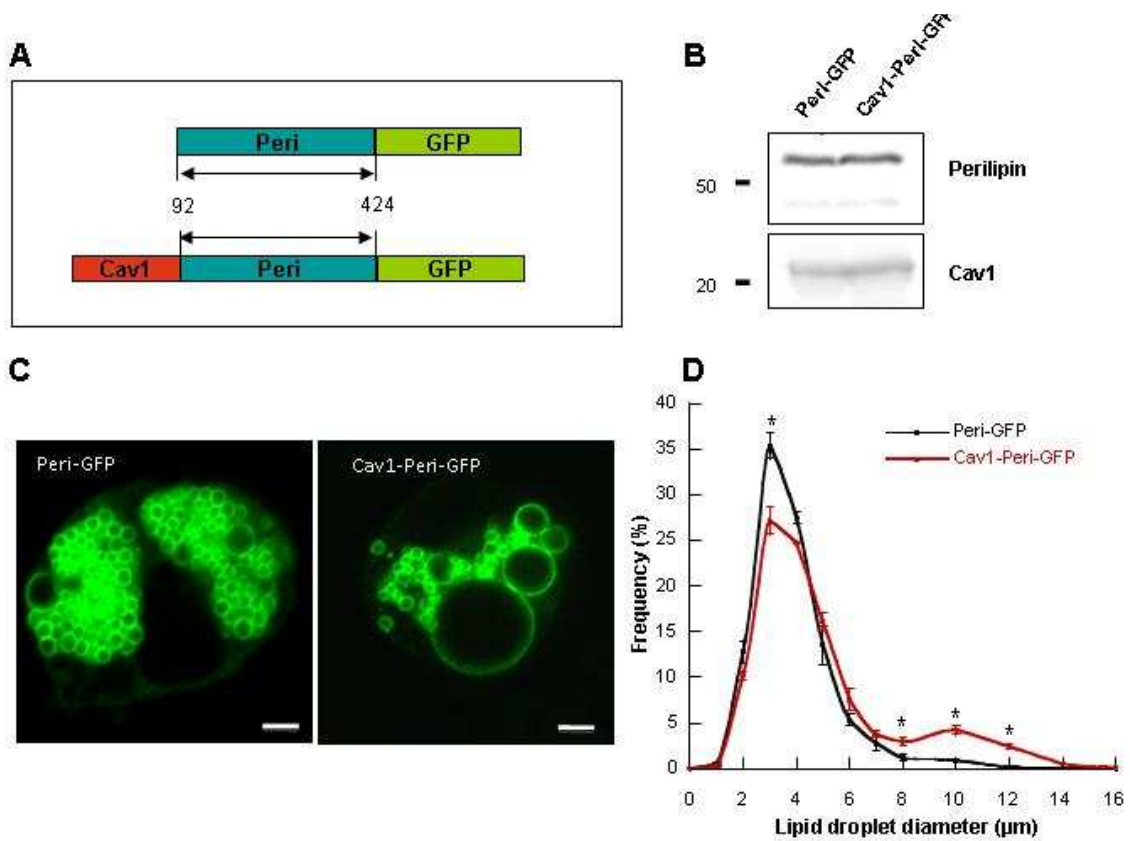 A
Peri GFP
92 424
Cav1 Peri GFP
B
Peri-GFP Cav1-Peri-GFP
50 Perilipin
20 Cav1
C
Peri-GFP
Cav1-Peri-GFP
D
Peri-GFP
Cav1-Peri-GFP
Frequency (%)
40
35
30
25
20
15
10
5
0
* * * *
0 2 4 6 8 10 12 14 16
Lipid droplet diameter (µm)